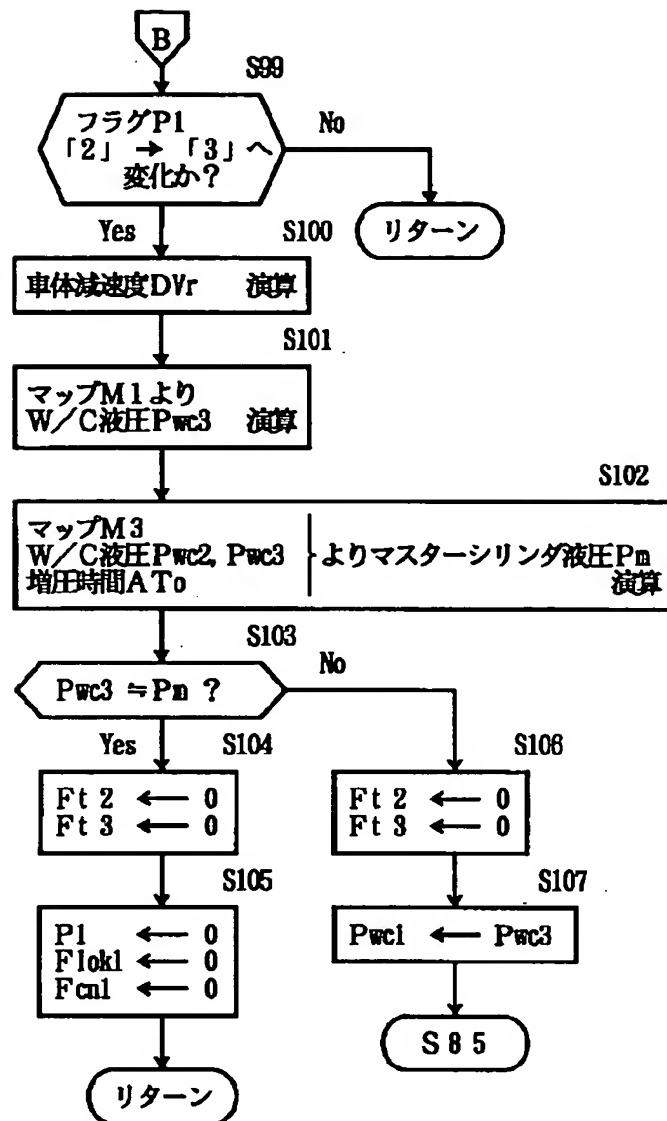 B
S99
フラグP1
「2」 → 「3」へ
変化か？
No
リターン
Yes
S100
車体減速度DVr 演算
S101
マップM1より
W／C液圧Pwc3 演算
S102
マップM3
W／C液圧Pwc2, Pwc3
増圧時間ATo
よりマスターシリンダ液圧Pm
演算
S103
Pwc3 ≒ Pm ?
No
Yes
S104
Ft2 ← 0
Ft3 ← 0
S106
Ft2 ← 0
Ft3 ← 0
S105
P1 ← 0
Flok1 ← 0
Fcn1 ← 0
S107
Pwc1 ← Pwc3
S85
リターン